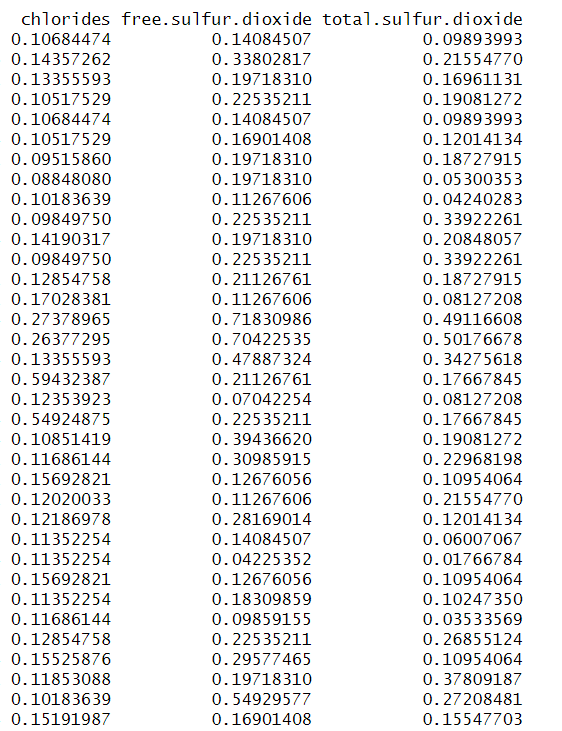 chlorides free.sulfur.dioxide total.sulfur.dioxide
0.10684474 0.14084507 0.09893993
0.14357262 0.33802817 0.21554770
0.13355593 0.19718310 0.16961131
0.10517529 0.22535211 0.19081272
0.10684474 0.14084507 0.09893993
0.10517529 0.16901408 0.12014134
0.09515860 0.19718310 0.18727915
0.08848080 0.19718310 0.05300353
0.10183639 0.11267606 0.04240283
0.09849750 0.22535211 0.33922261
0.14190317 0.19718310 0.20848057
0.09849750 0.22535211 0.33922261
0.12854758 0.21126761 0.18727915
0.17028381 0.11267606 0.08127208
0.27378965 0.71830986 0.49116608
0.26377295 0.70422535 0.50176678
0.13355593 0.47887324 0.34275618
0.59432387 0.21126761 0.17667845
0.12353923 0.07042254 0.08127208
0.54924875 0.22535211 0.17667845
0.10851419 0.39436620 0.19081272
0.11686144 0.30985915 0.22968198
0.15692821 0.12676056 0.10954064
0.12020033 0.11267606 0.21554770
0.12186978 0.28169014 0.12014134
0.11352254 0.14084507 0.06007067
0.11352254 0.04225352 0.01766784
0.15692821 0.12676056 0.10954064
0.11352254 0.18309859 0.10247350
0.11686144 0.09859155 0.03533569
0.12854758 0.22535211 0.26855124
0.15525876 0.29577465 0.10954064
0.11853088 0.19718310 0.37809187
0.10183639 0.54929577 0.27208481
0.15191987 0.16901408 0.15547703